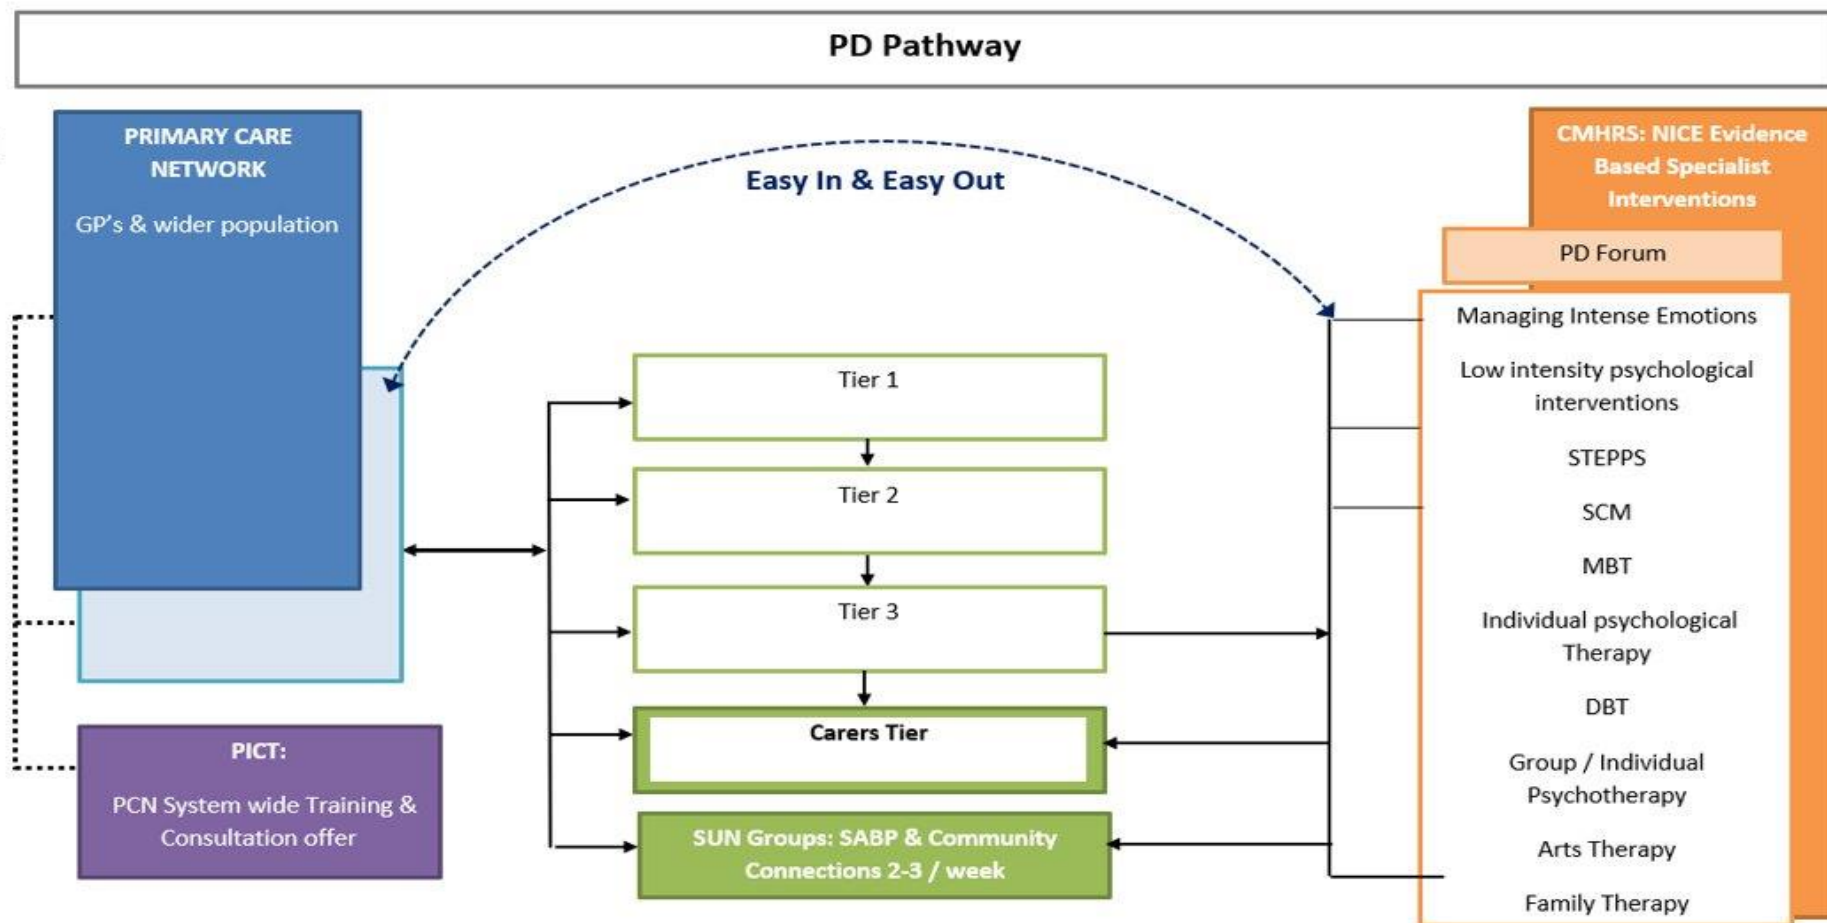 PD Pathway
PRIMARY CARE
NETWORK
GP's & wider population
Easy In & Easy Out
CMHRS: NICE Evidence
Based Specialist
Interventions
PD Forum
Tier 1
Tier 2
Tier 3
Carers Tier
SUN Groups: SABP & Community
Connections 2-3 / week
PICT:
PCN System wide Training &
Consultation offer
Managing Intense Emotions
Low intensity psychological
interventions
STEPPS
SCM
MBT
Individual psychological
Therapy
DBT
Group / Individual
Psychotherapy
Arts Therapy
Family Therapy